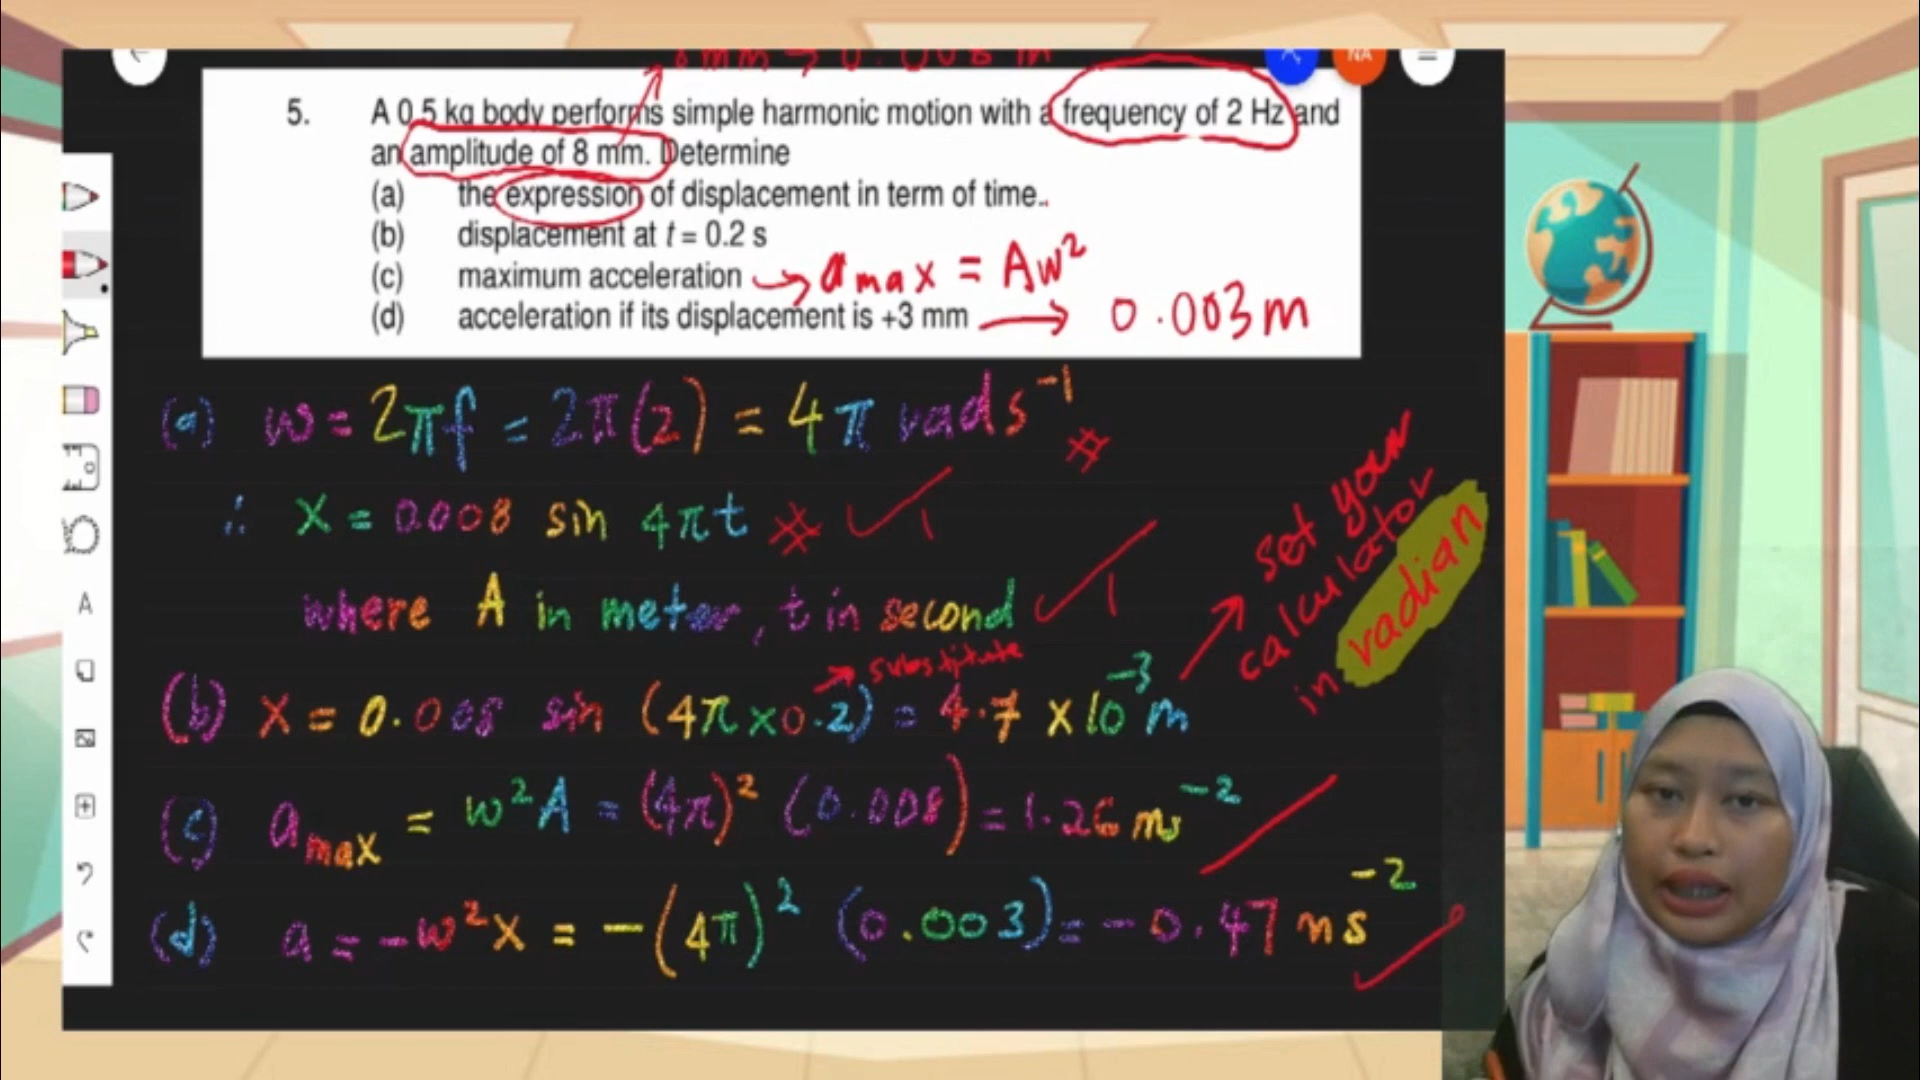 8mm → 0.008 m
NA
5. A 0.5 kg body performs simple harmonic motion with a frequency of 2 Hz and
an amplitude of 8 mm. Determine
(a) the expression of displacement in term of time..
(b) displacement at t = 0.2 s
(c) maximum acceleration → amax = Aw²
(d) acceleration if its displacement is +3 mm → 0.003m
(a) w = 2πf = 2π(2) = 4π rads⁻¹ #
∴ x = 0.008 sin 4πt # ✓ 1
where A in meter, t in second ✓ 1
→ substitute
(b) x = 0.008 sin (4π×0.2) = 4.7 ×10⁻³ m
set your
calculator
in radian
(c) amax = w²A = (4π)² (0.008) = 1.26 ms⁻²
(d) a = -w²x = -(4π)² (0.003) = -0.47 ms⁻²
A